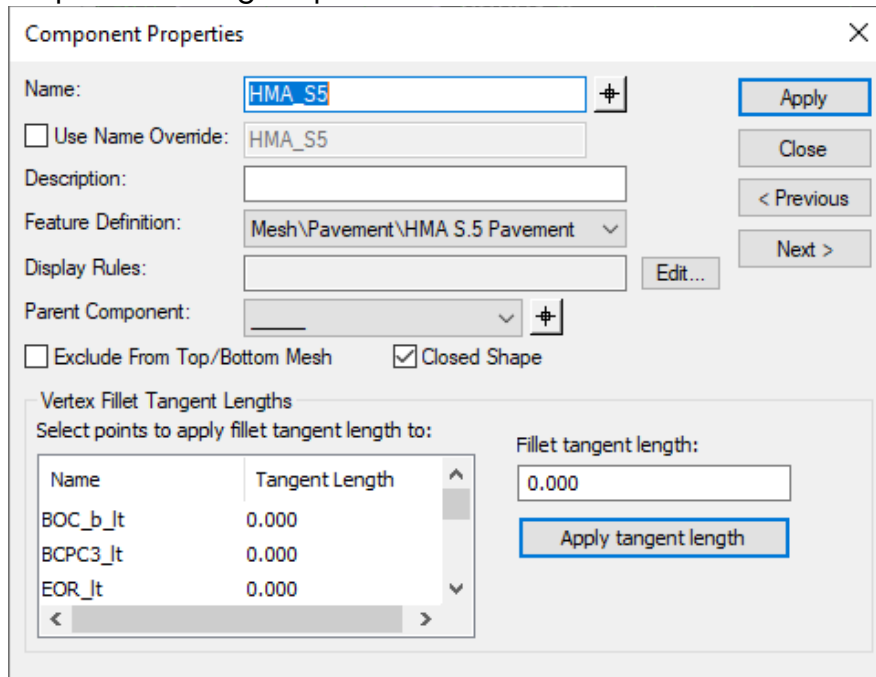 Component Properties
Name:
HMA_S5
Apply
Use Name Override:
HMA_S5
Close
Description:
< Previous
Feature Definition:
Mesh\Pavement\HMA S.5 Pavement
Next >
Display Rules:
Edit...
Parent Component:
Exclude From Top/Bottom Mesh
Closed Shape
Vertex Fillet Tangent Lengths
Select points to apply fillet tangent length to:
Fillet tangent length:
Name Tangent Length
0.000
BOC_b_lt 0.000
Apply tangent length
BCPC3_lt 0.000
EOR_lt 0.000